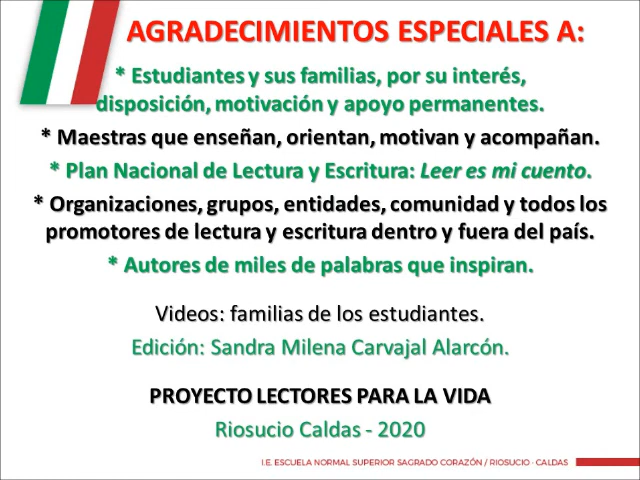 AGRADECIMIENTOS ESPECIALES A:
* Estudiantes y sus familias, por su interés,
disposición, motivación y apoyo permanentes.
* Maestras que enseñan, orientan, motivan y acompañan.
* Plan Nacional de Lectura y Escritura: Leer es mi cuento.
* Organizaciones, grupos, entidades, comunidad y todos los
promotores de lectura y escritura dentro y fuera del país.
* Autores de miles de palabras que inspiran.
Videos: familias de los estudiantes.
Edición: Sandra Milena Carvajal Alarcón.
PROYECTO LECTORES PARA LA VIDA
Riosucio Caldas - 2020
I.E. ESCUELA NORMAL SUPERIOR SAGRADO CORAZÓN / RIOSUCIO - CALDAS